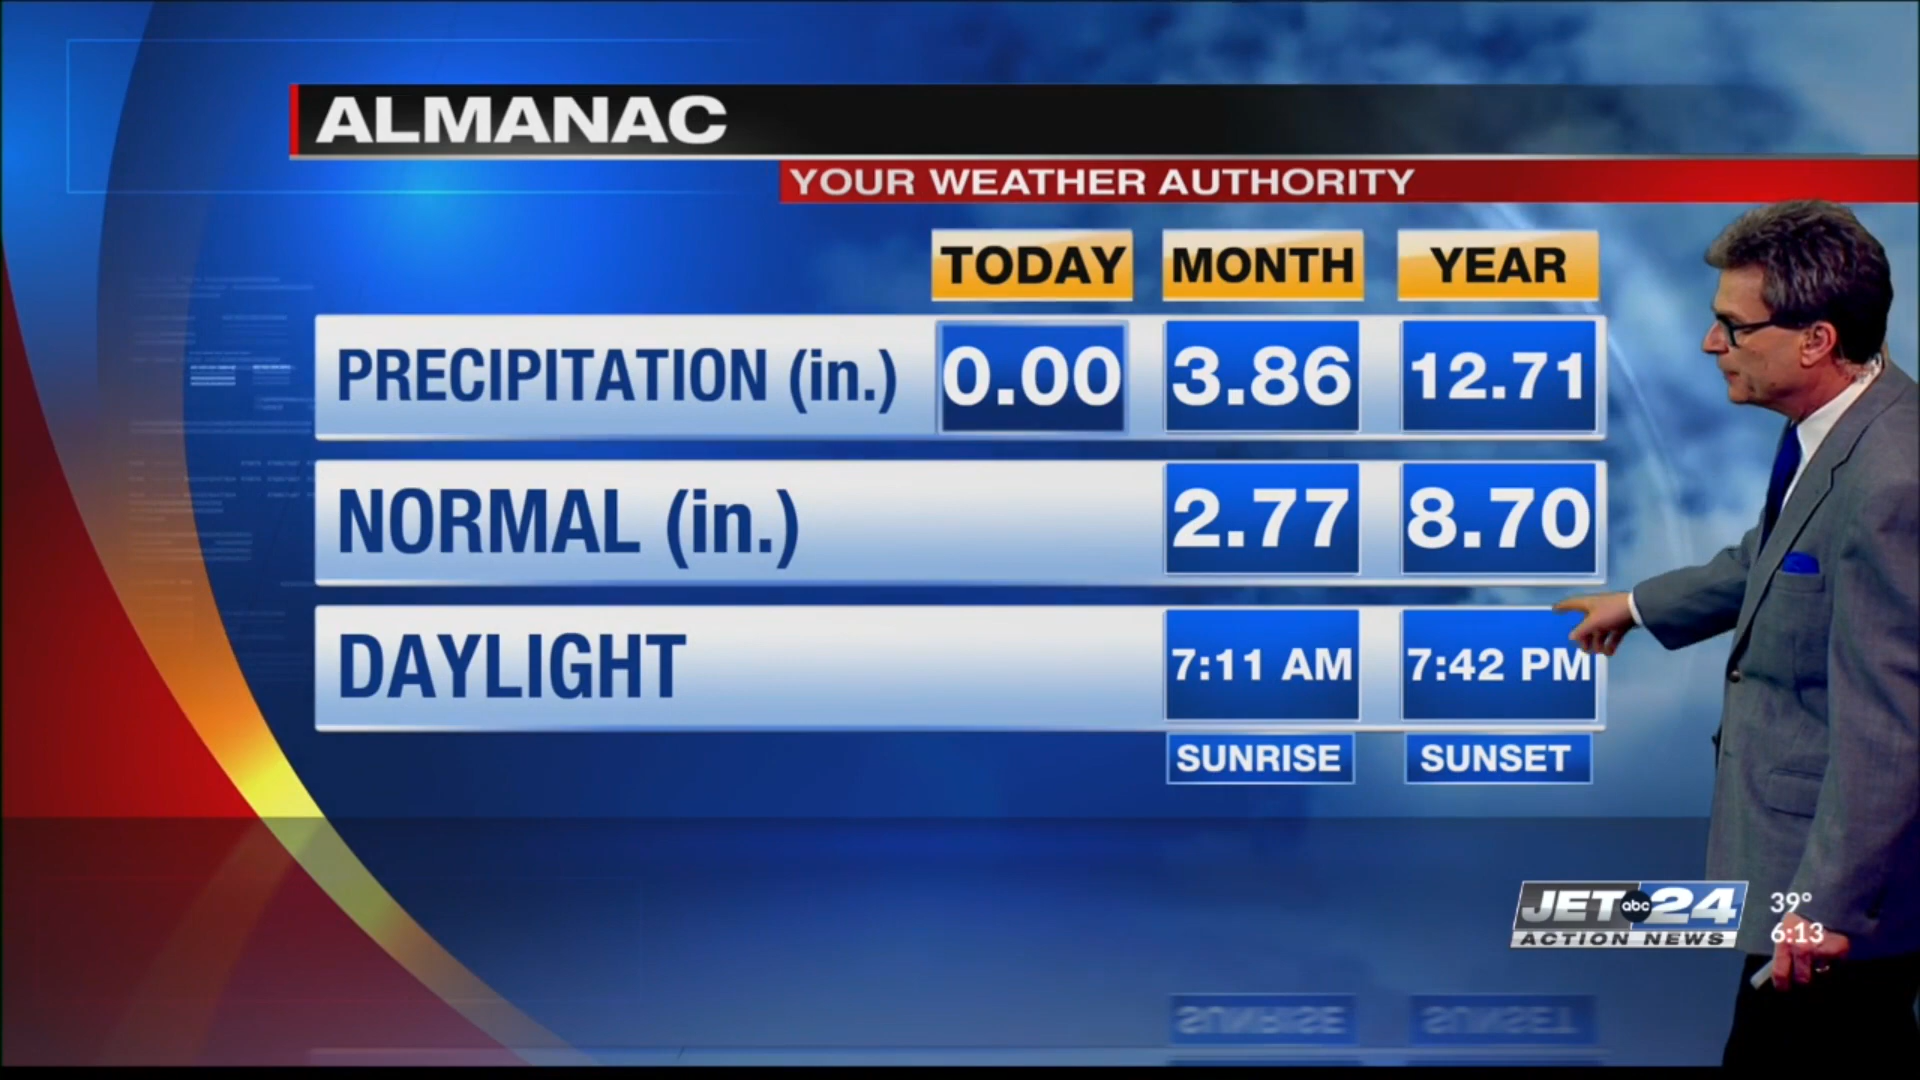 ALMANAC
YOUR WEATHER AUTHORITY
TODAY MONTH YEAR
PRECIPITATION (in.) 0.00 3.86 12.71
NORMAL (in.) 2.77 8.70
DAYLIGHT 7:11 AM 7:42 PM
SUNRISE SUNSET
JET abc 24
ACTION NEWS
39°
6:13
SUNRISE SUNSET